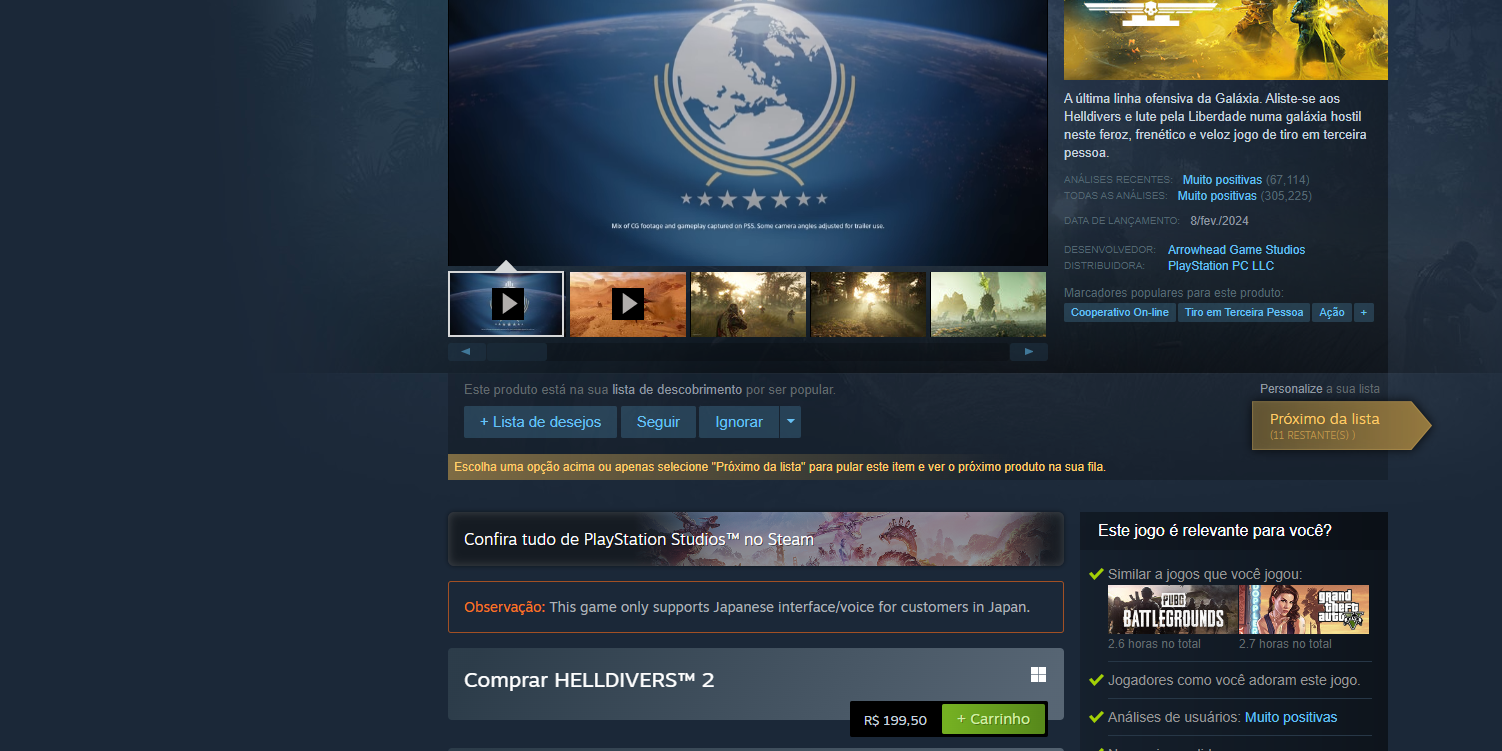 Mix of CG footage and gameplay captured on PS5. Some camera angles adjusted for trailer use.
A última linha ofensiva da Galáxia. Aliste-se aos
Helldivers e lute pela Liberdade numa galáxia hostil
neste feroz, frenético e veloz jogo de tiro em terceira
pessoa.
ANÁLISES RECENTES: Muito positivas (67,114)
TODAS AS ANÁLISES: Muito positivas (305,225)
DATA DE LANÇAMENTO: 8/fev./2024
DESENVOLVEDOR: Arrowhead Game Studios
DISTRIBUIDORA: PlayStation PC LLC
Marcadores populares para este produto:
Cooperativo On-line Tiro em Terceira Pessoa Ação +
Este produto está na sua lista de descobrimento por ser popular.
+ Lista de desejos Seguir Ignorar
Personalize a sua lista
Próximo da lista
(11 RESTANTE(S) )
Escolha uma opção acima ou apenas selecione "Próximo da lista" para pular este item e ver o próximo produto na sua fila.
Confira tudo de PlayStation Studios™ no Steam
Observação: This game only supports Japanese interface/voice for customers in Japan.
Comprar HELLDIVERS™ 2
R$ 199,50 + Carrinho
Este jogo é relevante para você?
Similar a jogos que você jogou:
PUBG
BATTLEGROUNDS
grand
theft
auto
V
2.6 horas no total 2.7 horas no total
Jogadores como você adoram este jogo.
Análises de usuários: Muito positivas